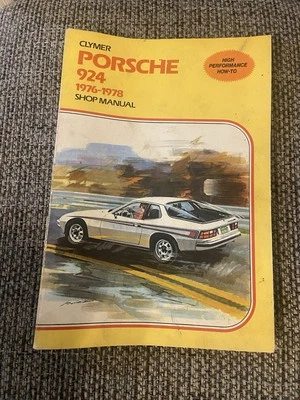 CLYMER
PORSCHE
924
1976-1978
SHOP MANUAL
HIGH
PERFORMANCE
HOW-TO